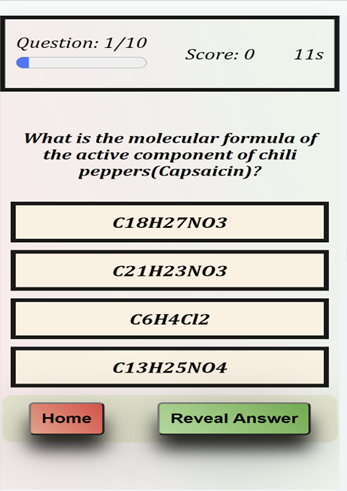 Question: 1/10
Score: 0
11s
What is the molecular formula of
the active component of chili
peppers(Capsaicin)?
C18H27NO3
C21H23NO3
C6H4Cl2
C13H25NO4
Home
Reveal Answer